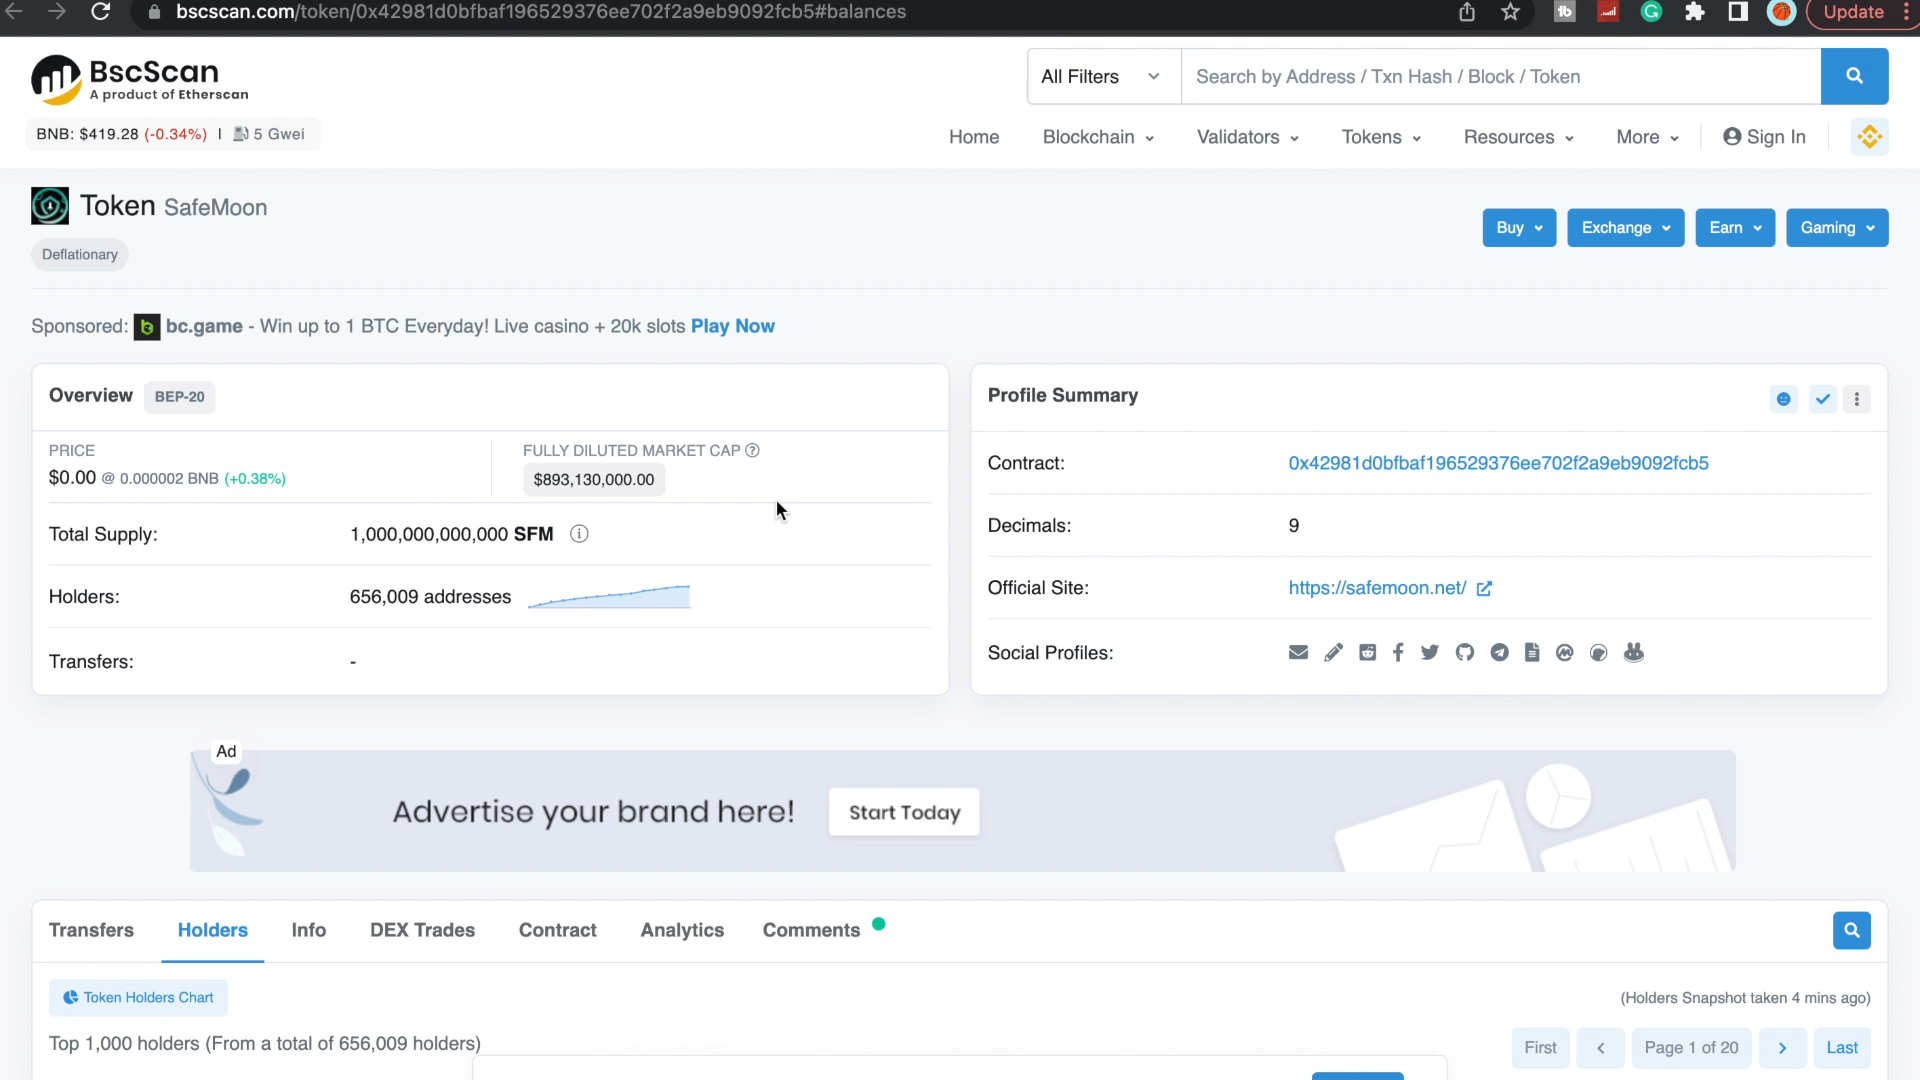 bscscan.com/token/0x42981d0bfbaf196529376ee702f2a9eb9092fcb5#balances
Update
BscScan
A product of Etherscan
All Filters
Search by Address / Txn Hash / Block / Token
BNB: $419.28 (-0.34%) | 5 Gwei
Home Blockchain Validators Tokens Resources More Sign In
Token SafeMoon
Deflationary
Buy Exchange Earn Gaming
Sponsored: bc.game - Win up to 1 BTC Everyday! Live casino + 20k slots Play Now
Overview BEP-20
PRICE
$0.00 @ 0.000002 BNB (+0.38%)
FULLY DILUTED MARKET CAP
$893,130,000.00
Total Supply: 1,000,000,000,000 SFM
Holders: 656,009 addresses
Transfers: -
Profile Summary
Contract: 0x42981d0bfbaf196529376ee702f2a9eb9092fcb5
Decimals: 9
Official Site: https://safemoon.net/
Social Profiles:
Ad
Advertise your brand here! Start Today
Transfers Holders Info DEX Trades Contract Analytics Comments
Token Holders Chart
(Holders Snapshot taken 4 mins ago)
Top 1,000 holders (From a total of 656,009 holders)
First Page 1 of 20 Last